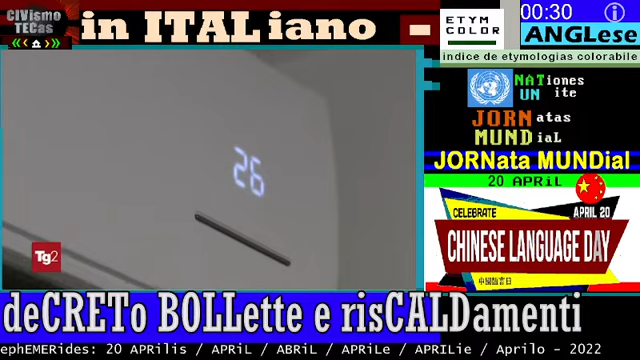 CIVismo
TECas
in ITALiano
ETYM
COLOR
00:30
ANGLese
indice de etymologias colorabile
NATiones
UNite
JORNatas
MUNDiaL
JORNata MUNDial
20 APRiL
CELEBRATE
APRIL 20
CHINESE LANGUAGE DAY
中國語言日
26
Tg2
deCRETo BOLLette e risCALDamenti
ephEMERides: 20 APRilis / APRiL / ABRiL / APRiLe / APRILie / Aprilo - 2022